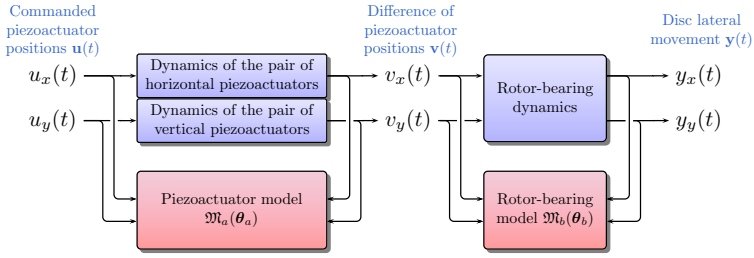 Commanded
piezoactuator
positions u(t)
Difference of
piezoactuator
positions v(t)
Disc lateral
movement y(t)
u_x(t)
Dynamics of the pair of
horizontal piezoactuators
v_x(t)
Rotor-bearing
dynamics
y_x(t)
u_y(t)
Dynamics of the pair of
vertical piezoactuators
v_y(t)
y_y(t)
Piezoactuator model
𝔐_a(θ_a)
Rotor-bearing
model 𝔐_b(θ_b)